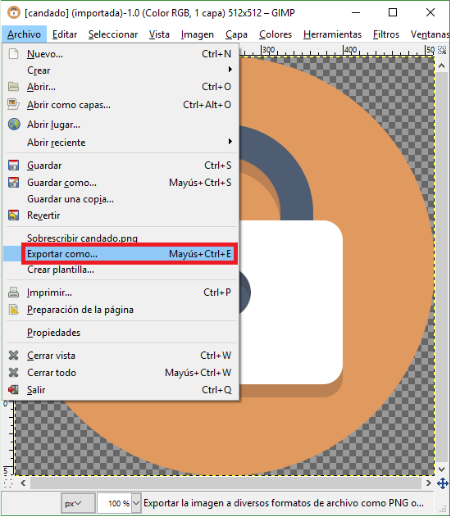 [candado] (importada)-1.0 (Color RGB, 1 capa) 512x512 – GIMP
Archivo Editar Seleccionar Vista Imagen Capa Colores Herramientas Filtros Ventanas
300
Nuevo... Ctrl+N
Crear
Abrir... Ctrl+O
Abrir como capas... Ctrl+Alt+O
Abrir lugar...
Abrir reciente
Guardar Ctrl+S
Guardar como... Mayús+Ctrl+S
Guardar una copia...
Revertir
Sobrescribir candado.png
Exportar como... Mayús+Ctrl+E
Crear plantilla...
Imprimir... Ctrl+P
Preparación de la página
Propiedades
Cerrar vista Ctrl+W
Cerrar todo Mayús+Ctrl+W
Salir Ctrl+Q
px 100 % Exportar la imagen a diversos formatos de archivo como PNG o...